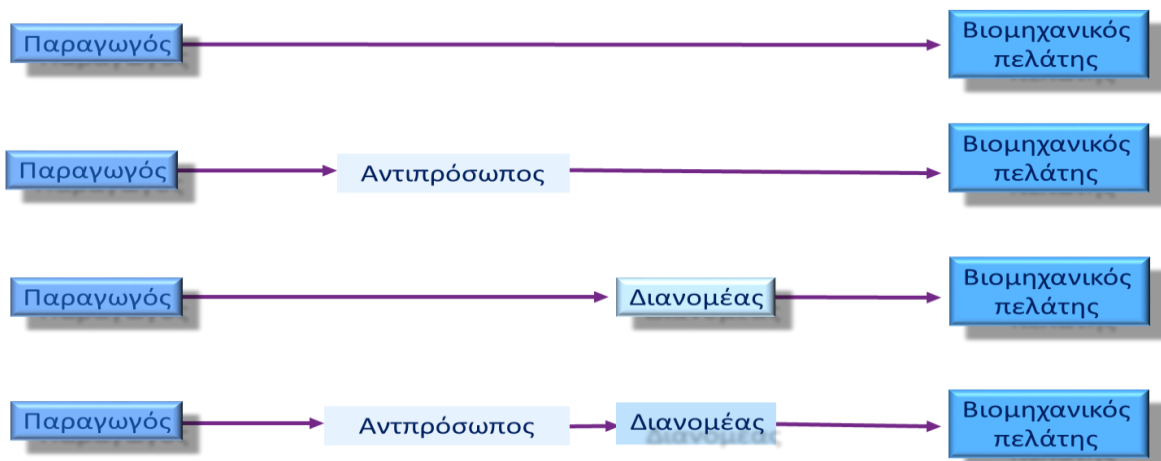 Παραγωγός
Βιομηχανικός
πελάτης
Παραγωγός
Αντιπρόσωπος
Βιομηχανικός
πελάτης
Παραγωγός
Διανομέας
Βιομηχανικός
πελάτης
Παραγωγός
Αντπρόσωπος
Διανομέας
Βιομηχανικός
πελάτης